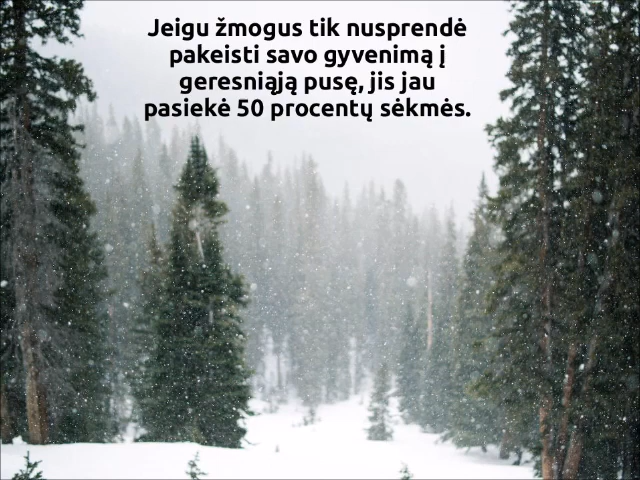 Jeigu žmogus tik nusprendė
pakeisti savo gyvenimą į
geresniąją pusę, jis jau
pasiekė 50 procentų sėkmės.